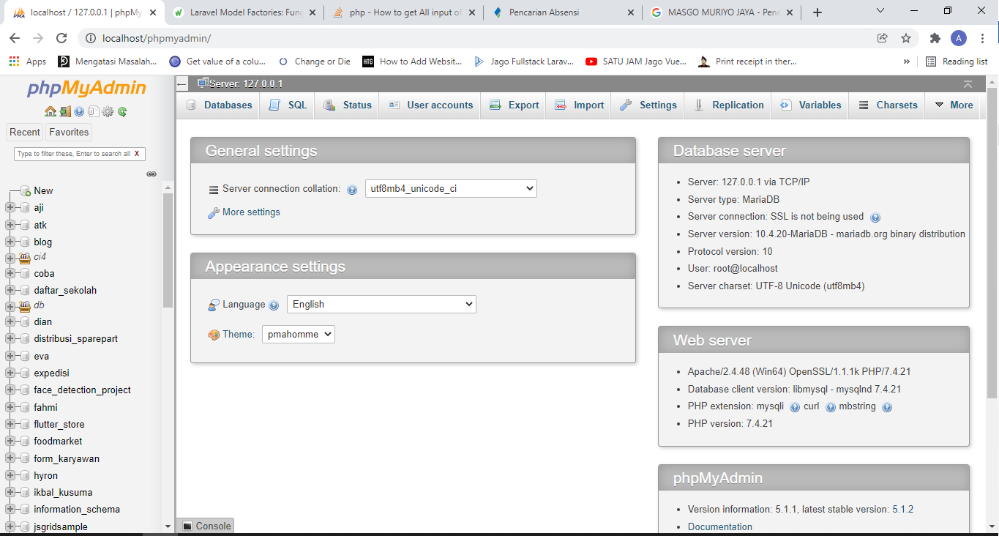 localhost / 127.0.0.1 | phpMy
Laravel Model Factories: Fung
php - How to get All input of
Pencarian Absensi
MASGO MURIYO JAYA - Pene
localhost/phpmyadmin/
A
Apps
Mengatasi Masalah...
Get value of a colu...
Change or Die
How to Add Websit...
Jago Fullstack Larav...
SATU JAM Jago Vue...
Print receipt in ther...
»
Reading list
phpMyAdmin
Recent
Favorites
Type to filter these, Enter to search all X
New
aji
atk
blog
ci4
coba
daftar_sekolah
db
dian
distribusi_sparepart
eva
expedisi
face_detection_project
fahmi
flutter_store
foodmarket
form_karyawan
hyron
ikbal_kusuma
information_schema
jsgridsample
Server: 127.0.0.1
Databases
SQL
Status
User accounts
Export
Import
Settings
Replication
Variables
Charsets
More
General settings
Server connection collation:
utf8mb4_unicode_ci
More settings
Appearance settings
Language
English
Theme:
pmahomme
Database server
Server: 127.0.0.1 via TCP/IP
Server type: MariaDB
Server connection: SSL is not being used
Server version: 10.4.20-MariaDB - mariadb.org binary distribution
Protocol version: 10
User: root@localhost
Server charset: UTF-8 Unicode (utf8mb4)
Web server
Apache/2.4.48 (Win64) OpenSSL/1.1.1k PHP/7.4.21
Database client version: libmysql - mysqlnd 7.4.21
PHP extension: mysqli curl mbstring
PHP version: 7.4.21
phpMyAdmin
Version information: 5.1.1, latest stable version: 5.1.2
Documentation
Console